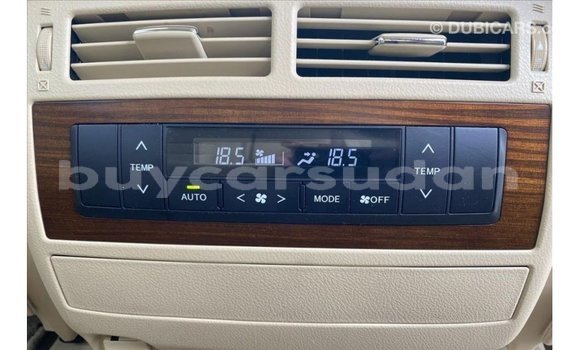 © DUBICARS.c
TEMP 18.5 18.5 TEMP
buycarsudan
AUTO < > MODE OFF